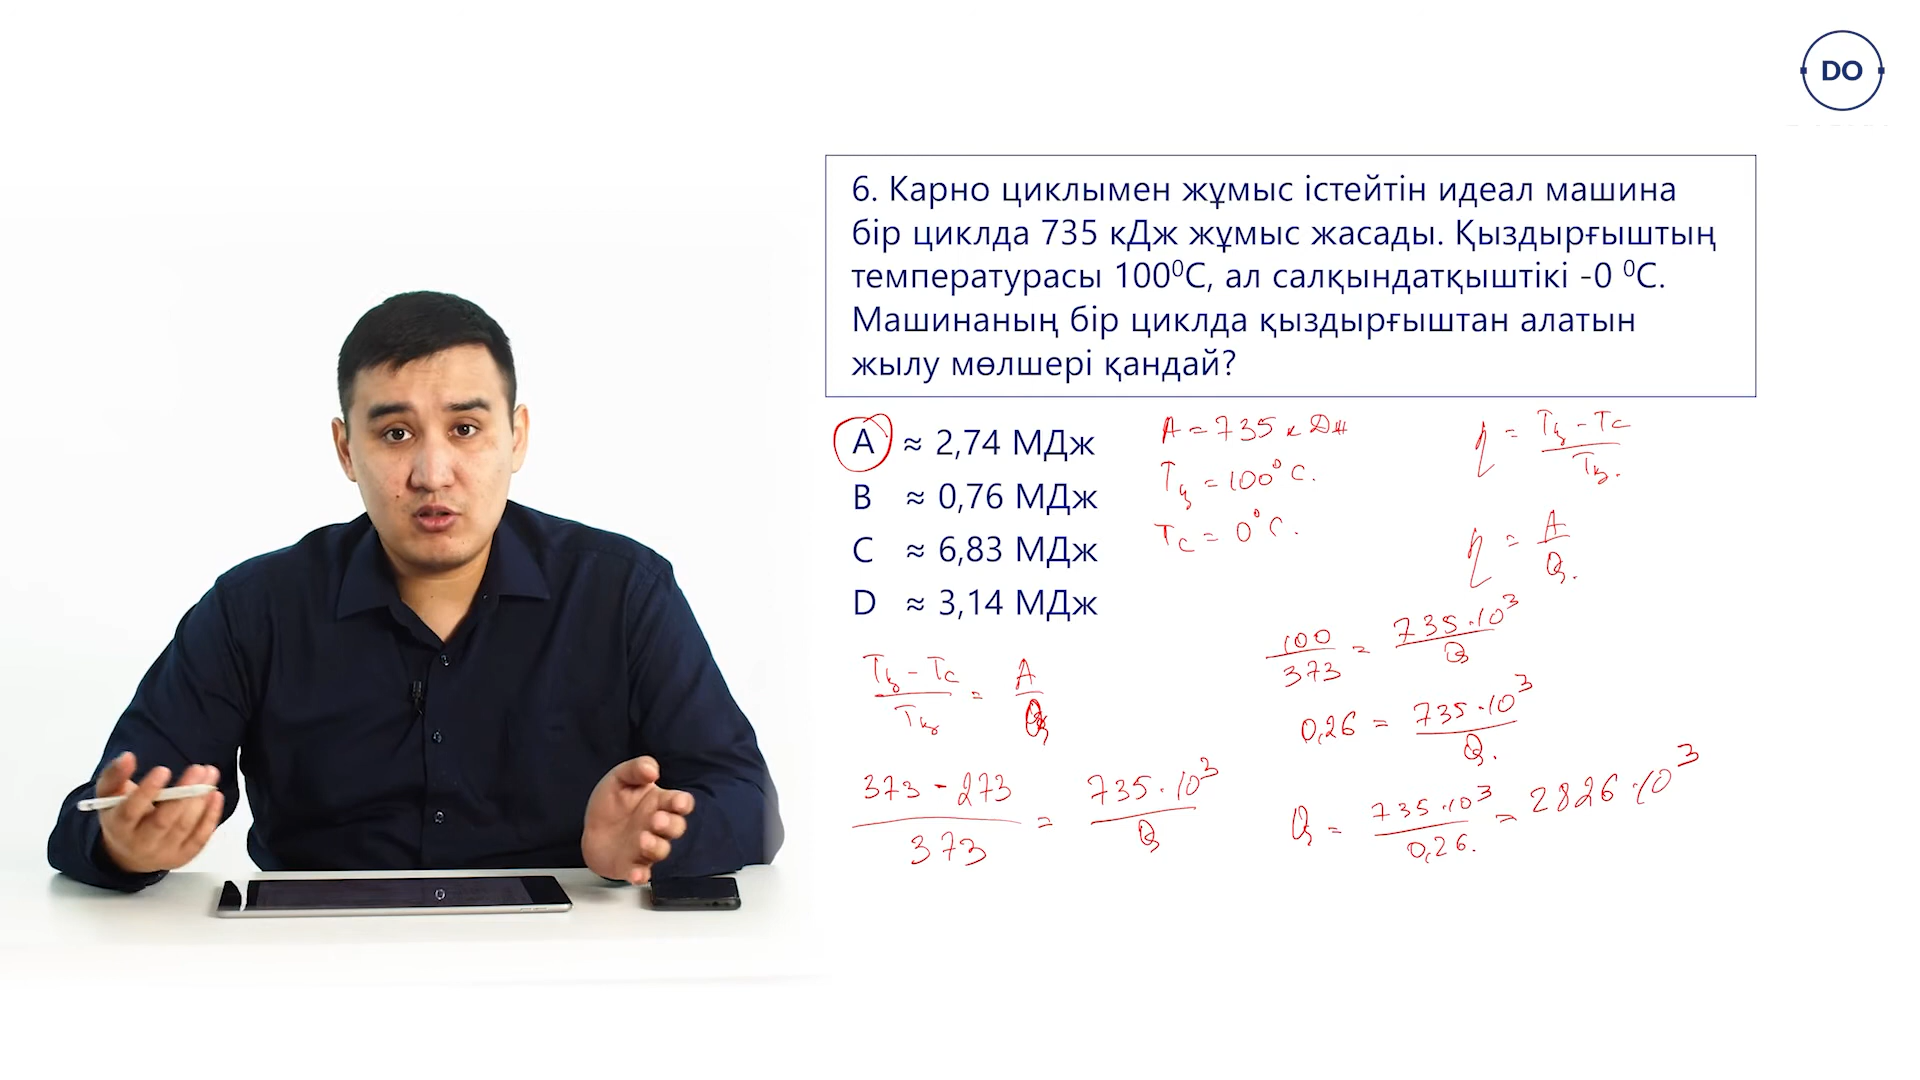 DO
6. Карно циклымен жұмыс істейтін идеал машина
бір циклда 735 кДж жұмыс жасады. Қыздырғыштың
температурасы 100⁰С, ал салқындатқыштікі -0 ⁰С.
Машинаның бір циклда қыздырғыштан алатын
жылу мөлшері қандай?
A ≈ 2,74 МДж
B ≈ 0,76 МДж
C ≈ 6,83 МДж
D ≈ 3,14 МДж
A = 735 кДж
Tқ = 100°C.
Tc = 0°C.
η = (Tқ - Tc) / Tқ.
η = A / Q.
(Tқ - Tc) / Tқ = A / Q
(373 - 273) / 373 = 735·10³ / Q
100 / 373 = 735·10³ / Q
0,26 = 735·10³ / Q.
Q = 735·10³ / 0,26. = 2826·10³